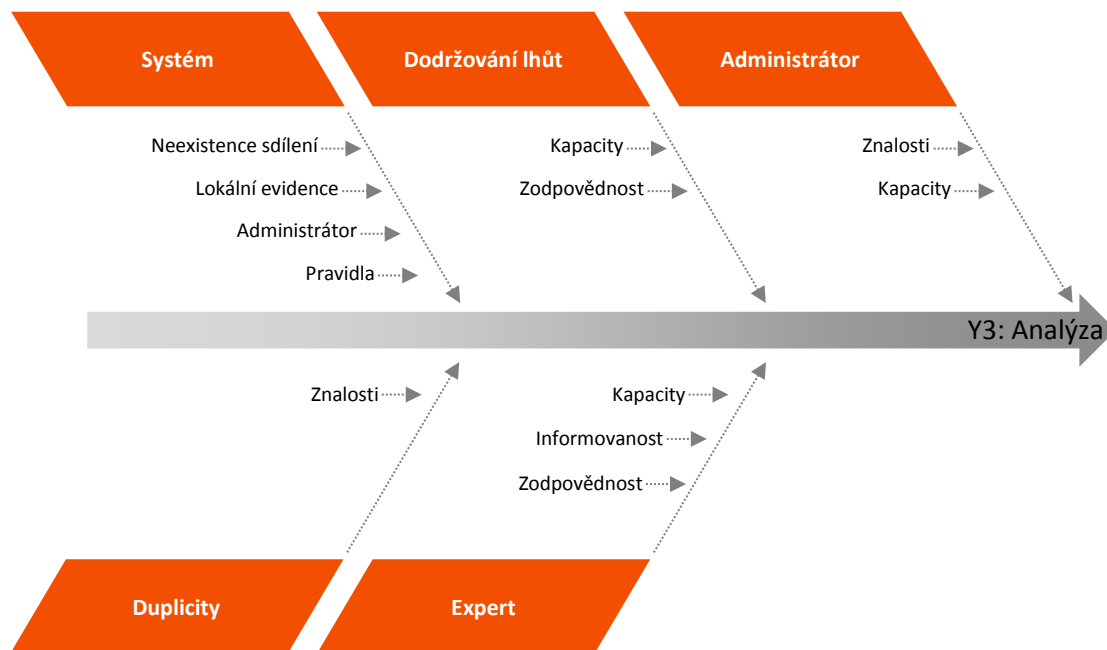 Systém
Dodržování lhůt
Administrátor
Neexistence sdílení
Lokální evidence
Administrátor
Pravidla
Kapacity
Zodpovědnost
Znalosti
Kapacity
Y3: Analýza
Znalosti
Kapacity
Informovanost
Zodpovědnost
Duplicity
Expert